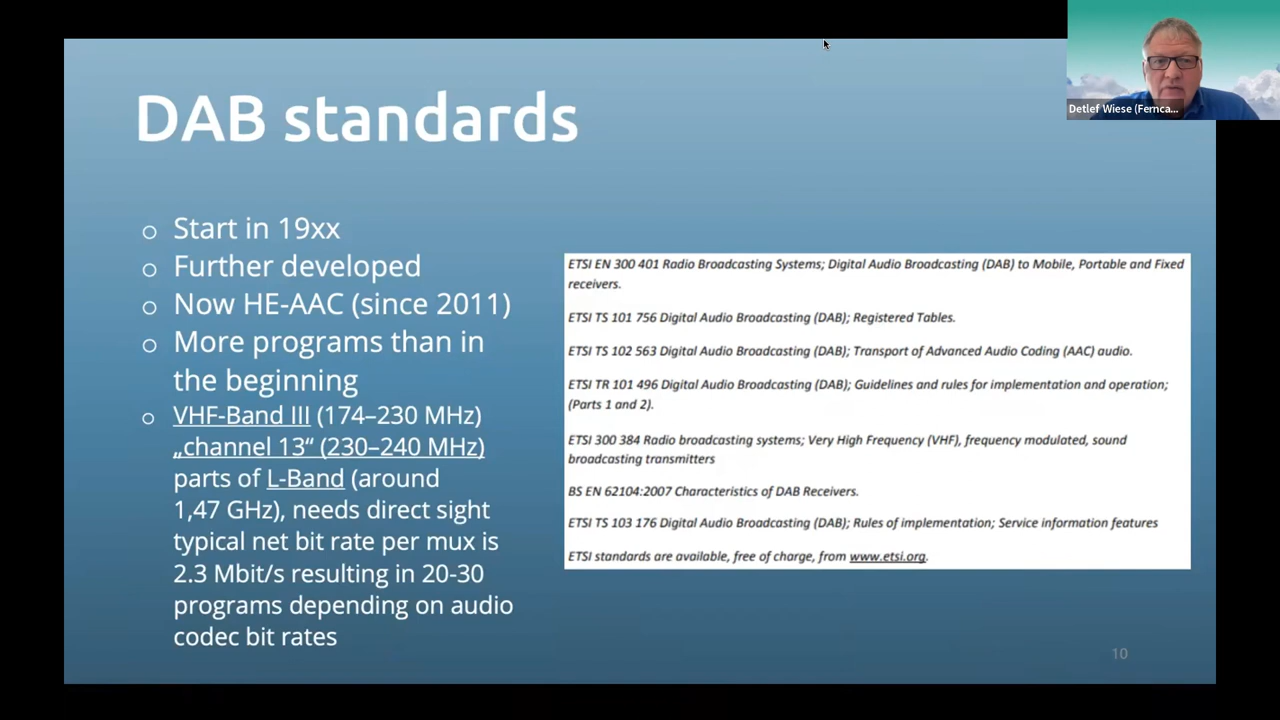 DAB standards
Start in 19xx
Further developed
Now HE-AAC (since 2011)
More programs than in
the beginning
VHF-Band III (174–230 MHz)
„channel 13“ (230–240 MHz)
parts of L-Band (around
1,47 GHz), needs direct sight
typical net bit rate per mux is
2.3 Mbit/s resulting in 20-30
programs depending on audio
codec bit rates
ETSI EN 300 401 Radio Broadcasting Systems; Digital Audio Broadcasting (DAB) to Mobile, Portable and Fixed
receivers.
ETSI TS 101 756 Digital Audio Broadcasting (DAB); Registered Tables.
ETSI TS 102 563 Digital Audio Broadcasting (DAB); Transport of Advanced Audio Coding (AAC) audio.
ETSI TR 101 496 Digital Audio Broadcasting (DAB); Guidelines and rules for implementation and operation;
(Parts 1 and 2).
ETSI 300 384 Radio broadcasting systems; Very High Frequency (VHF), frequency modulated, sound
broadcasting transmitters
BS EN 62104:2007 Characteristics of DAB Receivers.
ETSI TS 103 176 Digital Audio Broadcasting (DAB); Rules of implementation; Service information features
ETSI standards are available, free of charge, from www.etsi.org.
10
Detlef Wiese (Fernca...